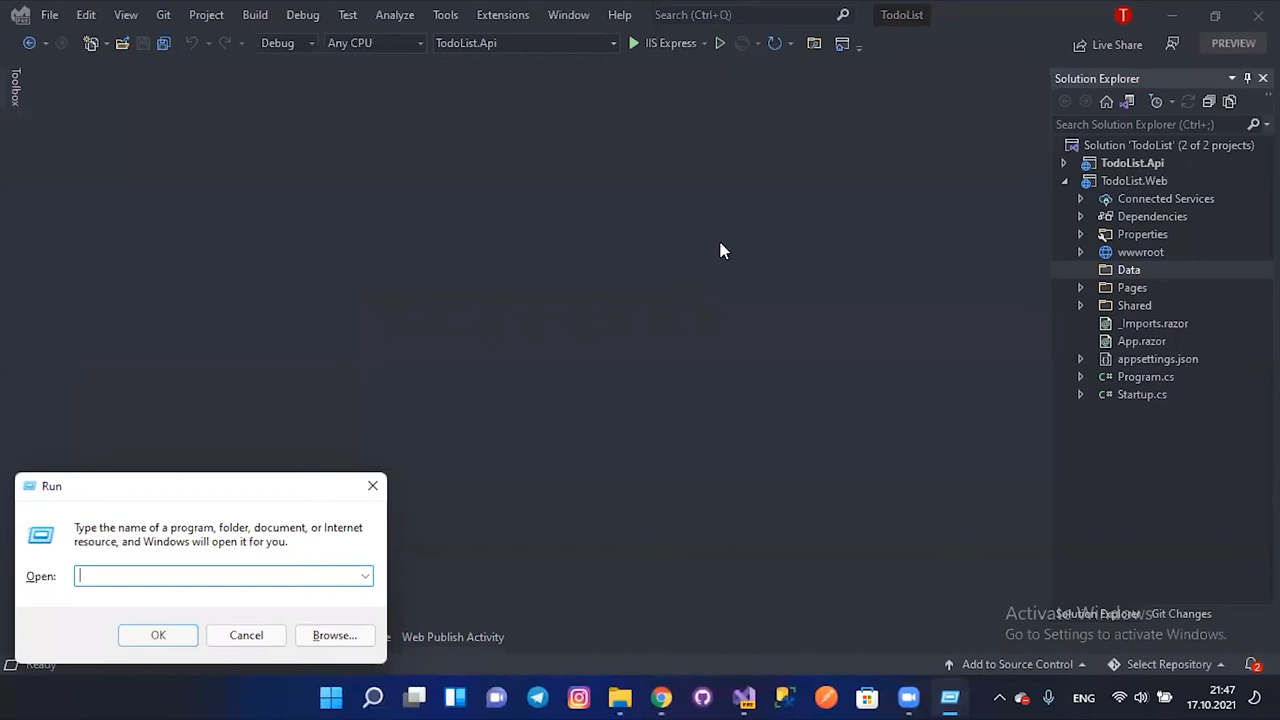 File Edit View Git Project Build Debug Test Analyze Tools Extensions Window Help Search (Ctrl+Q) TodoList T
Debug Any CPU TodoList.Api IIS Express Live Share PREVIEW
Toolbox
Solution Explorer
Search Solution Explorer (Ctrl+;)
Solution 'TodoList' (2 of 2 projects)
TodoList.Api
TodoList.Web
Connected Services
Dependencies
Properties
wwwroot
Data
Pages
Shared
_Imports.razor
App.razor
appsettings.json
C# Program.cs
C# Startup.cs
Run
Type the name of a program, folder, document, or Internet
resource, and Windows will open it for you.
Open:
OK Cancel Browse...
Web Publish Activity
Solution Explorer Git Changes
Activate Windows
Go to Settings to activate Windows.
Ready
Add to Source Control Select Repository 2
PRE
ENG
21:47
17.10.2021